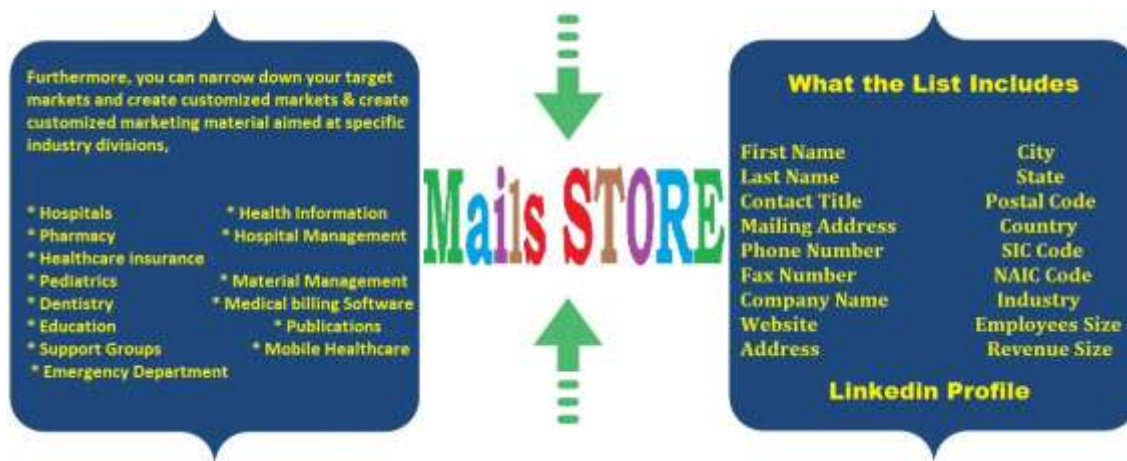 Furthermore, you can narrow down your target
markets and create customized markets & create
customized marketing material aimed at specific
industry divisions,
* Hospitals * Health Information
* Pharmacy * Hospital Management
* Healthcare Insurance
* Pediatrics * Material Management
* Dentistry * Medical billing Software
* Education * Publications
* Support Groups * Mobile Healthcare
* Emergency Department
Mails STORE
What the List Includes
First Name City
Last Name State
Contact Title Postal Code
Mailing Address Country
Phone Number SIC Code
Fax Number NAIC Code
Company Name Industry
Website Employees Size
Address Revenue Size
Linkedin Profile